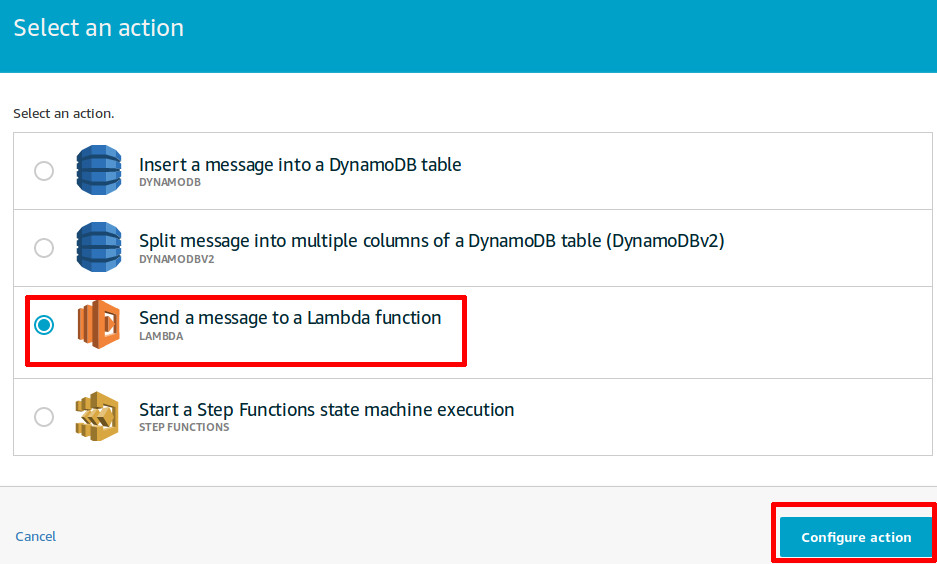 Select an action
Select an action.
Insert a message into a DynamoDB table
DYNAMODB
Split message into multiple columns of a DynamoDB table (DynamoDBv2)
DYNAMODBV2
Send a message to a Lambda function
LAMBDA
Start a Step Functions state machine execution
STEP FUNCTIONS
Cancel
Configure action